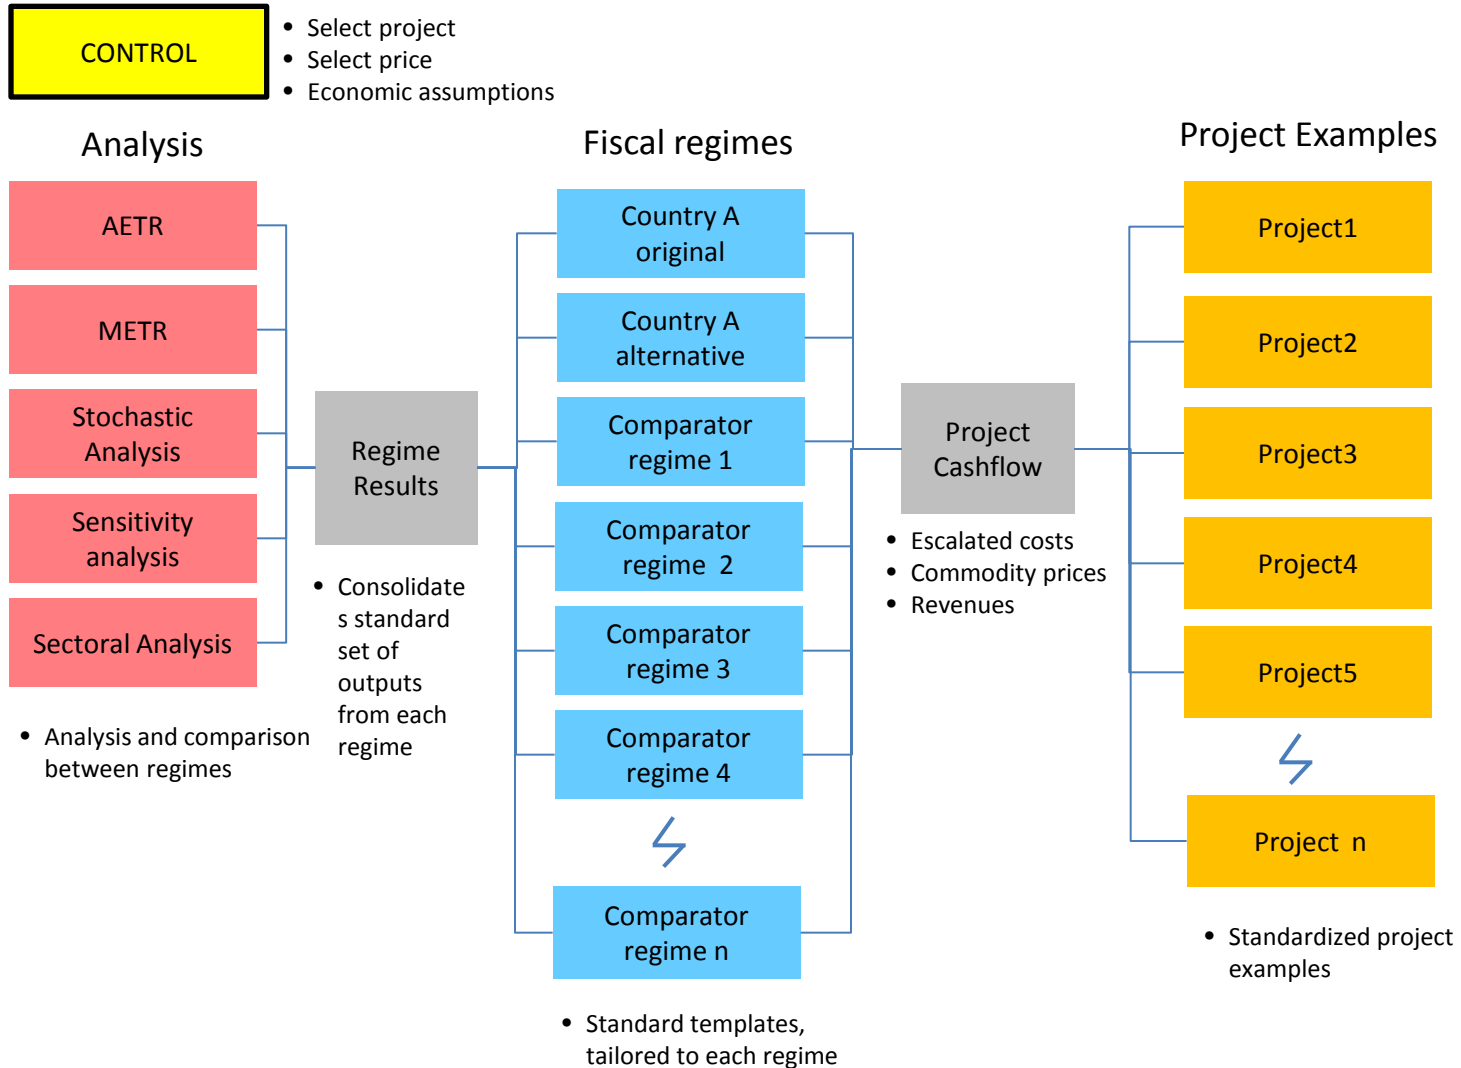 CONTROL
• Select project
• Select price
• Economic assumptions
Analysis
AETR
METR
Stochastic
Analysis
Sensitivity
analysis
Sectoral Analysis
• Analysis and comparison
between regimes
Regime
Results
• Consolidate
s standard
set of
outputs
from each
regime
Fiscal regimes
Country A
original
Country A
alternative
Comparator
regime 1
Comparator
regime  2
Comparator
regime 3
Comparator
regime 4
Comparator
regime n
• Standard templates,
tailored to each regime
Project
Cashflow
• Escalated costs
• Commodity prices
• Revenues
Project Examples
Project1
Project2
Project3
Project4
Project5
Project  n
• Standardized project
examples